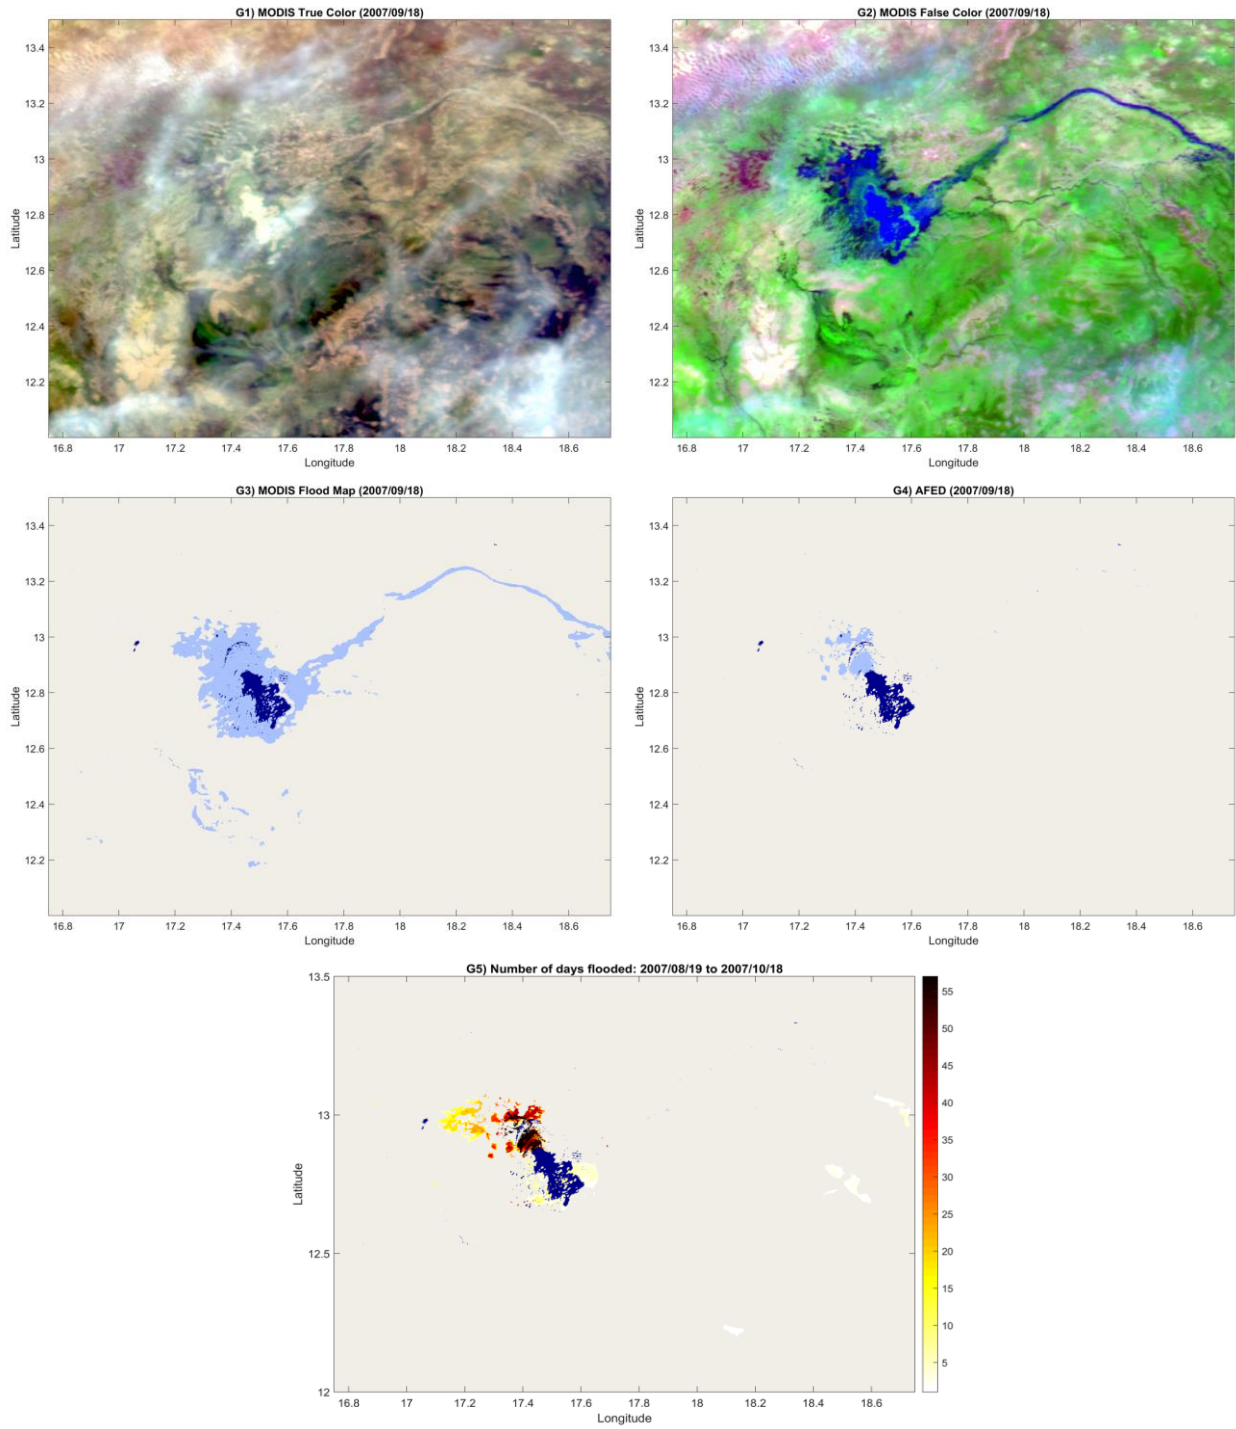 G1) MODIS True Color (2007/09/18)
G2) MODIS False Color (2007/09/18)
13.4
13.2
13
12.8
12.6
12.4
12.2
Latitude
16.8 17 17.2 17.4 17.6 17.8 18 18.2 18.4 18.6
Longitude
13.4
13.2
13
12.8
12.6
12.4
12.2
Latitude
16.8 17 17.2 17.4 17.6 17.8 18 18.2 18.4 18.6
Longitude
G3) MODIS Flood Map (2007/09/18)
G4) AFED (2007/09/18)
13.4
13.2
13
12.8
12.6
12.4
12.2
Latitude
16.8 17 17.2 17.4 17.6 17.8 18 18.2 18.4 18.6
Longitude
13.4
13.2
13
12.8
12.6
12.4
12.2
Latitude
16.8 17 17.2 17.4 17.6 17.8 18 18.2 18.4 18.6
Longitude
G5) Number of days flooded: 2007/08/19 to 2007/10/18
13.5
13
12.5
12
Latitude
16.8 17 17.2 17.4 17.6 17.8 18 18.2 18.4 18.6
Longitude
55
50
45
40
35
30
25
20
15
10
5